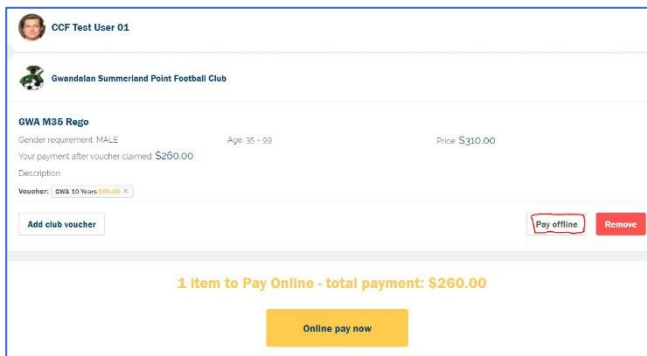 CCF Test User 01
Gwandalan Summerland Point Football Club
GWA M35 Rego
Gender requirement: MALE Age: 35 - 99 Price: $310.00
Your payment after voucher claimed: $260.00
Description:
Voucher: GWA 10 Years $50.00 X
Add club voucher Pay offline Remove
1 item to Pay Online - total payment: $260.00
Online pay now